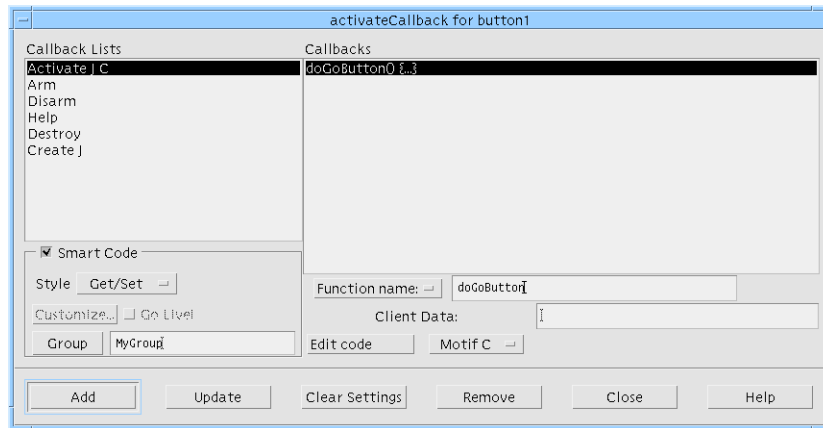 activateCallback for button1
Callback Lists
Callbacks
Activate J C
Arm
Disarm
Help
Destroy
Create J
doGoButton() {...}
Smart Code
Style Get/Set
Customize... Go Live!
Group MyGroup
Function name: doGoButton
Client Data:
Edit code Motif C
Add Update Clear Settings Remove Close Help